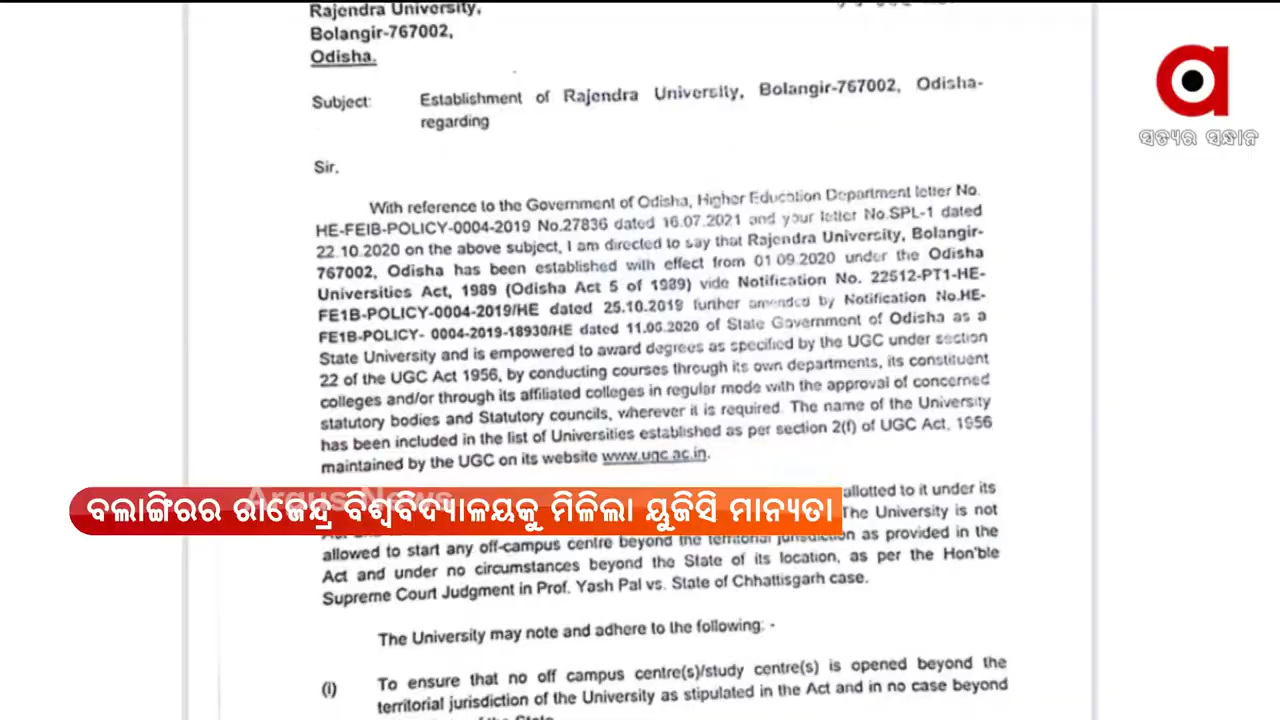 Rajendra University,
Bolangir-767002,
Odisha.
Subject: Establishment of Rajendra University, Bolangir-767002, Odisha-
regarding
ସତ୍ୟର ସନ୍ଧାନ
Sir,
With reference to the Government of Odisha, Higher Education Department letter No.
HE-FEIB-POLICY-0004-2019 No.27836 dated 16.07.2021 and your letter No.SPL-1 dated
22.10.2020 on the above subject, I am directed to say that Rajendra University, Bolangir-
767002, Odisha has been established with effect from 01.09.2020 under the Odisha
Universities Act, 1989 (Odisha Act 5 of 1989) vide Notification No. 22512-PT1-HE-
FE1B-POLICY-0004-2019/HE dated 25.10.2019 further amended by Notification No.HE-
FE1B-POLICY- 0004-2019-18930/HE dated 11.06.2020 of State Government of Odisha as a
State University and is empowered to award degrees as specified by the UGC under section
22 of the UGC Act 1956, by conducting courses through its own departments, its constituent
colleges and/or through its affiliated colleges in regular mode with the approval of concerned
statutory bodies and Statutory councils, wherever it is required. The name of the University
has been included in the list of Universities established as per section 2(f) of UGC Act, 1956
maintained by the UGC on its website www.ugc.ac.in.
allotted to it under its
Argus News
ବଲାଙ୍ଗିରର ରାଜେନ୍ଦ୍ର ବିଶ୍ୱବିଦ୍ୟାଳୟକୁ ମିଳିଲା ୟୁଜିସି ମାନ୍ୟତା
The University is not
allowed to start any off-campus centre beyond the territorial jurisdiction as provided in the
Act and under no circumstances beyond the State of its location, as per the Hon'ble
Supreme Court Judgment in Prof. Yash Pal vs. State of Chhattisgarh case.
The University may note and adhere to the following: -
(i) To ensure that no off campus centre(s)/study centre(s) is opened beyond the
territorial jurisdiction of the University as stipulated in the Act and in no case beyond